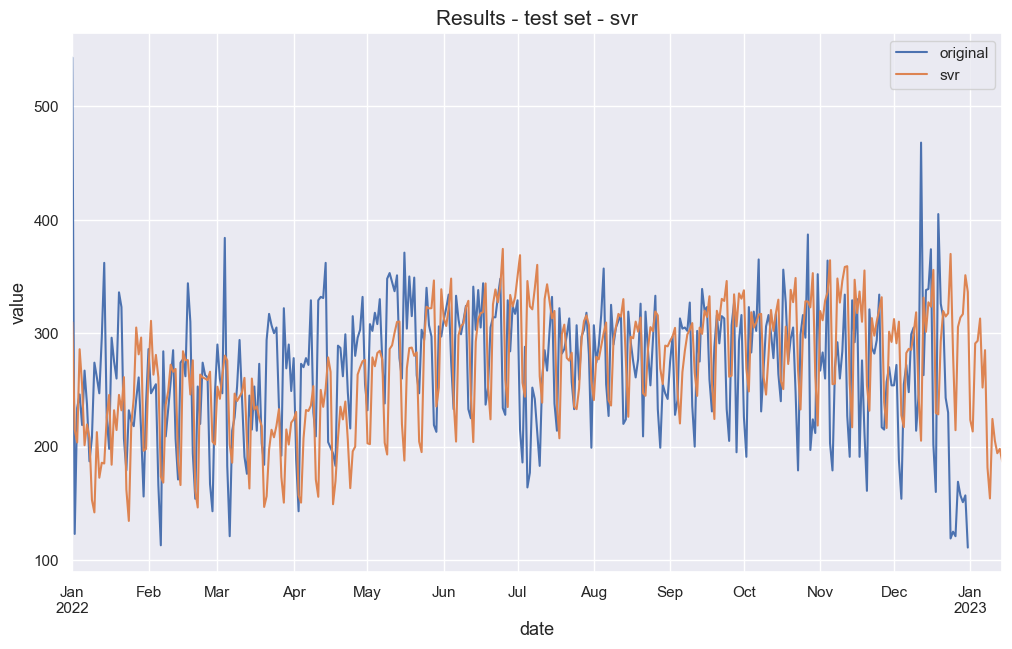 Results - test set - svr
original
svr
value
500
400
300
200
100
Jan Feb Mar Apr May Jun Jul Aug Sep Oct Nov Dec Jan
2022 2023
date